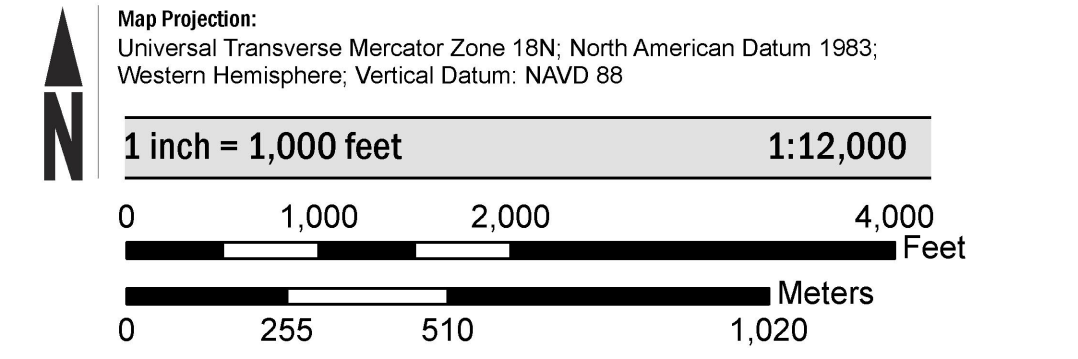 Map Projection:
Universal Transverse Mercator Zone 18N; North American Datum 1983;
Western Hemisphere; Vertical Datum: NAVD 88
N
1 inch = 1,000 feet 1:12,000
0 1,000 2,000 4,000
Feet
Meters
0 255 510 1,020